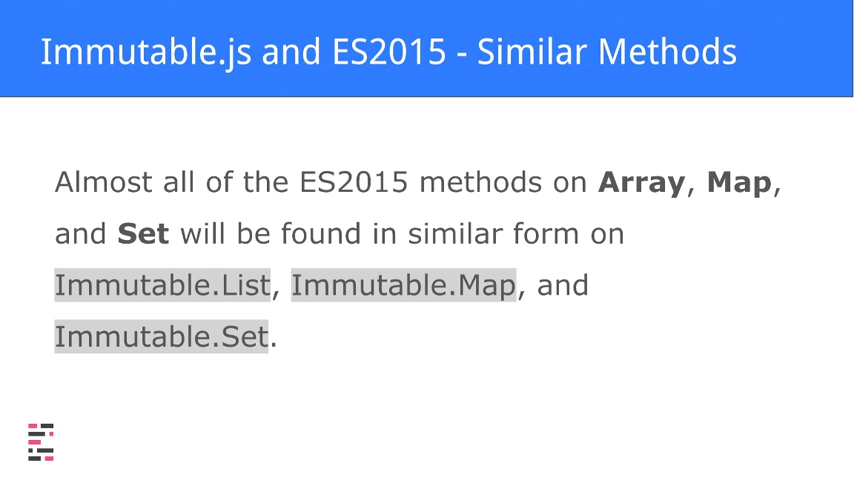 Immutable.js and ES2015 - Similar Methods
Almost all of the ES2015 methods on Array, Map,
and Set will be found in similar form on
Immutable.List, Immutable.Map, and
Immutable.Set.